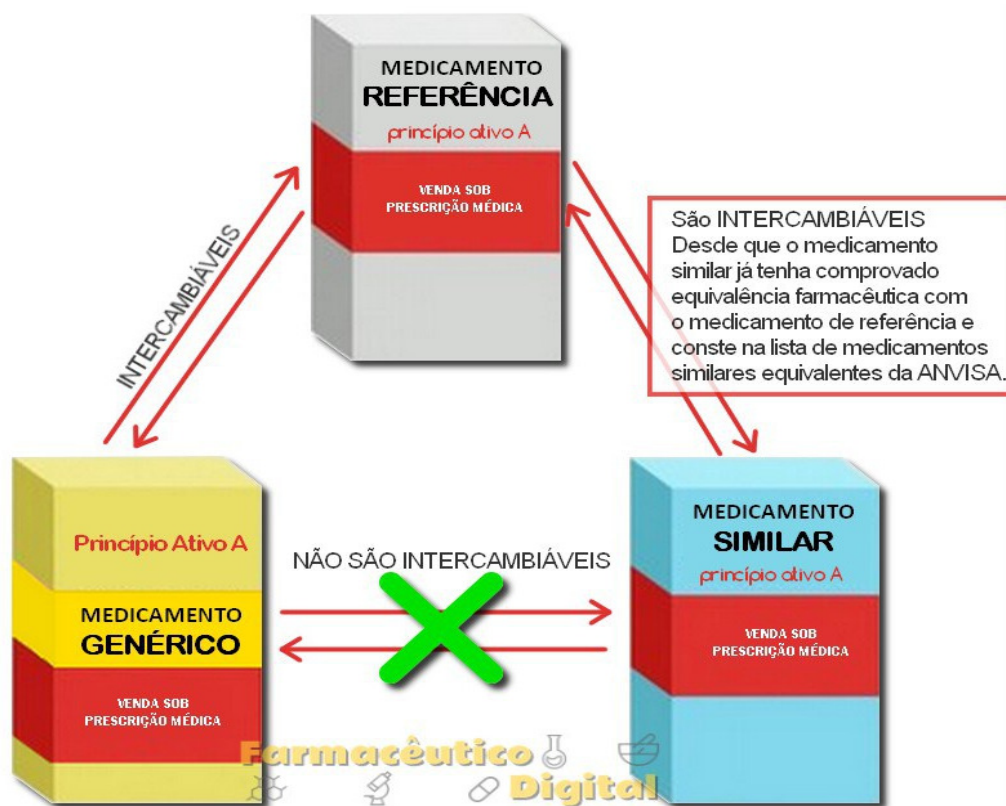 MEDICAMENTO
REFERÊNCIA
princípio ativo A
VENDA SOB
PRESCRIÇÃO MÉDICA
INTERCAMBIÁVEIS
São INTERCAMBIÁVEIS
Desde que o medicamento
similar já tenha comprovado
equivalência farmacêutica com
o medicamento de referência e
conste na lista de medicamentos
similares equivalentes da ANVISA.
Princípio Ativo A
MEDICAMENTO
GENÉRICO
VENDA SOB
PRESCRIÇÃO MÉDICA
NÃO SÃO INTERCAMBIÁVEIS
MEDICAMENTO
SIMILAR
princípio ativo A
VENDA SOB
PRESCRIÇÃO MÉDICA
Farmacêutico
Digital